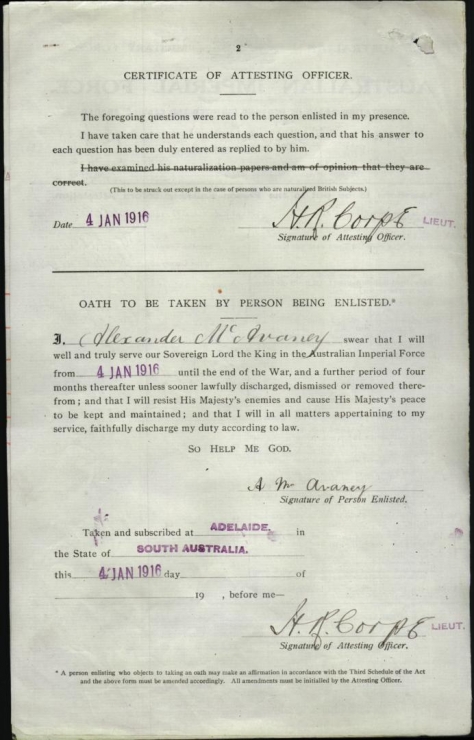 2
CERTIFICATE OF ATTESTING OFFICER.
The foregoing questions were read to the person enlisted in my presence.
I have taken care that he understands each question, and that his answer to
each question has been duly entered as replied to by him.
I have examined his naturalization papers and am of opinion that they are
correct.
(This to be struck out except in the case of persons who are naturalized British Subjects.)
Date 4 JAN 1916 H. R. Corpe LIEUT.
Signature of Attesting Officer.
OATH TO BE TAKEN BY PERSON BEING ENLISTED.*
I, Alexander McAvaney swear that I will
well and truly serve our Sovereign Lord the King in the Australian Imperial Force
from 4 JAN 1916 until the end of the War, and a further period of four
months thereafter unless sooner lawfully discharged, dismissed or removed there-
from; and that I will resist His Majesty's enemies and cause His Majesty's peace
to be kept and maintained; and that I will in all matters appertaining to my
service, faithfully discharge my duty according to law.
SO HELP ME GOD.
A Mc Avaney
Signature of Person Enlisted.
Taken and subscribed at ADELAIDE. in
the State of SOUTH AUSTRALIA.
this 4 JAN 1916 day of
19 , before me—
H. R. Corpe LIEUT.
Signature of Attesting Officer.
* A person enlisting who objects to taking an oath may make an affirmation in accordance with the Third Schedule of the Act
and the above form must be amended accordingly. All amendments must be initialled by the Attesting Officer.